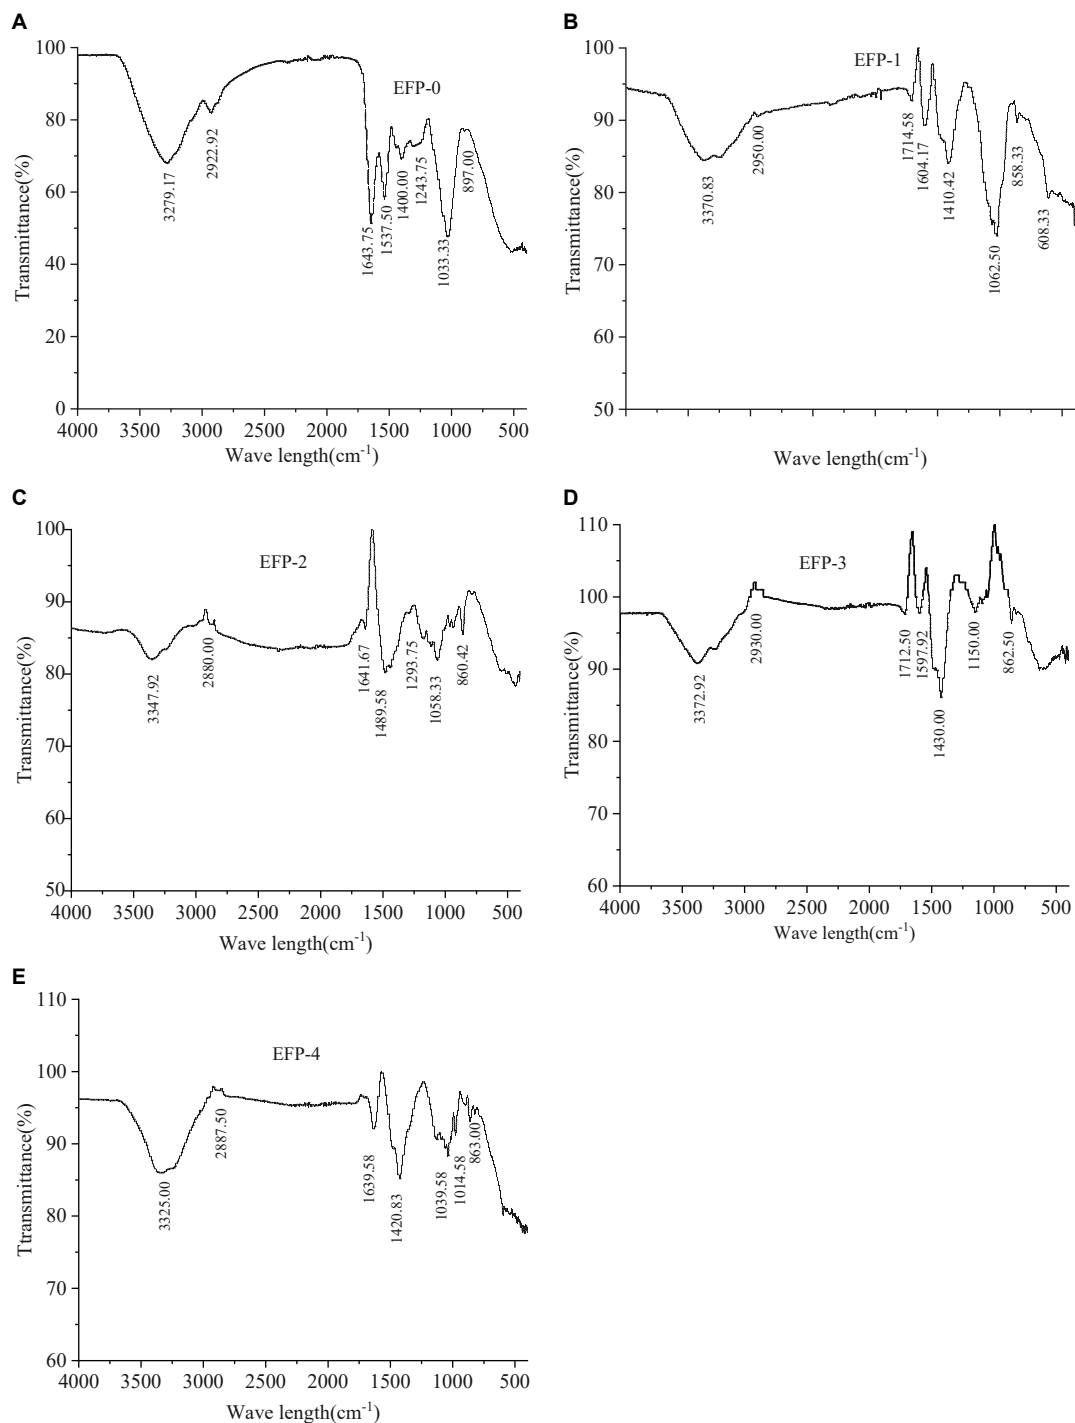 A
100
80
60
40
20
0
Transmittance(%)
EFP-0
3279.17
2922.92
1643.75
1537.50
1400.00
1243.75
1033.33
897.00
4000 3500 3000 2500 2000 1500 1000 500
Wave length(cm-1)
B
100
90
80
70
60
50
Transmittance(%)
EFP-1
3370.83
2950.00
1714.58
1604.17
1410.42
1062.50
858.33
608.33
Wave length(cm-1)
C
100
90
80
70
60
50
Transmittance(%)
EFP-2
3347.92
2880.00
1641.67
1489.58
1293.75
1058.33
860.42
4000 3500 3000 2500 2000 1500 1000 500
Wave length(cm-1)
D
110
100
90
80
70
60
Transmittance(%)
EFP-3
3372.92
2930.00
1712.50
1597.92
1430.00
1150.00
862.50
4000 3500 3000 2500 2000 1500 1000 500
Wave length(cm-1)
E
110
100
90
80
70
60
Ttransmittance(%)
EFP-4
3325.00
2887.50
1639.58
1420.83
1039.58
1014.58
863.00
4000 3500 3000 2500 2000 1500 1000 500
Wave length(cm-1)